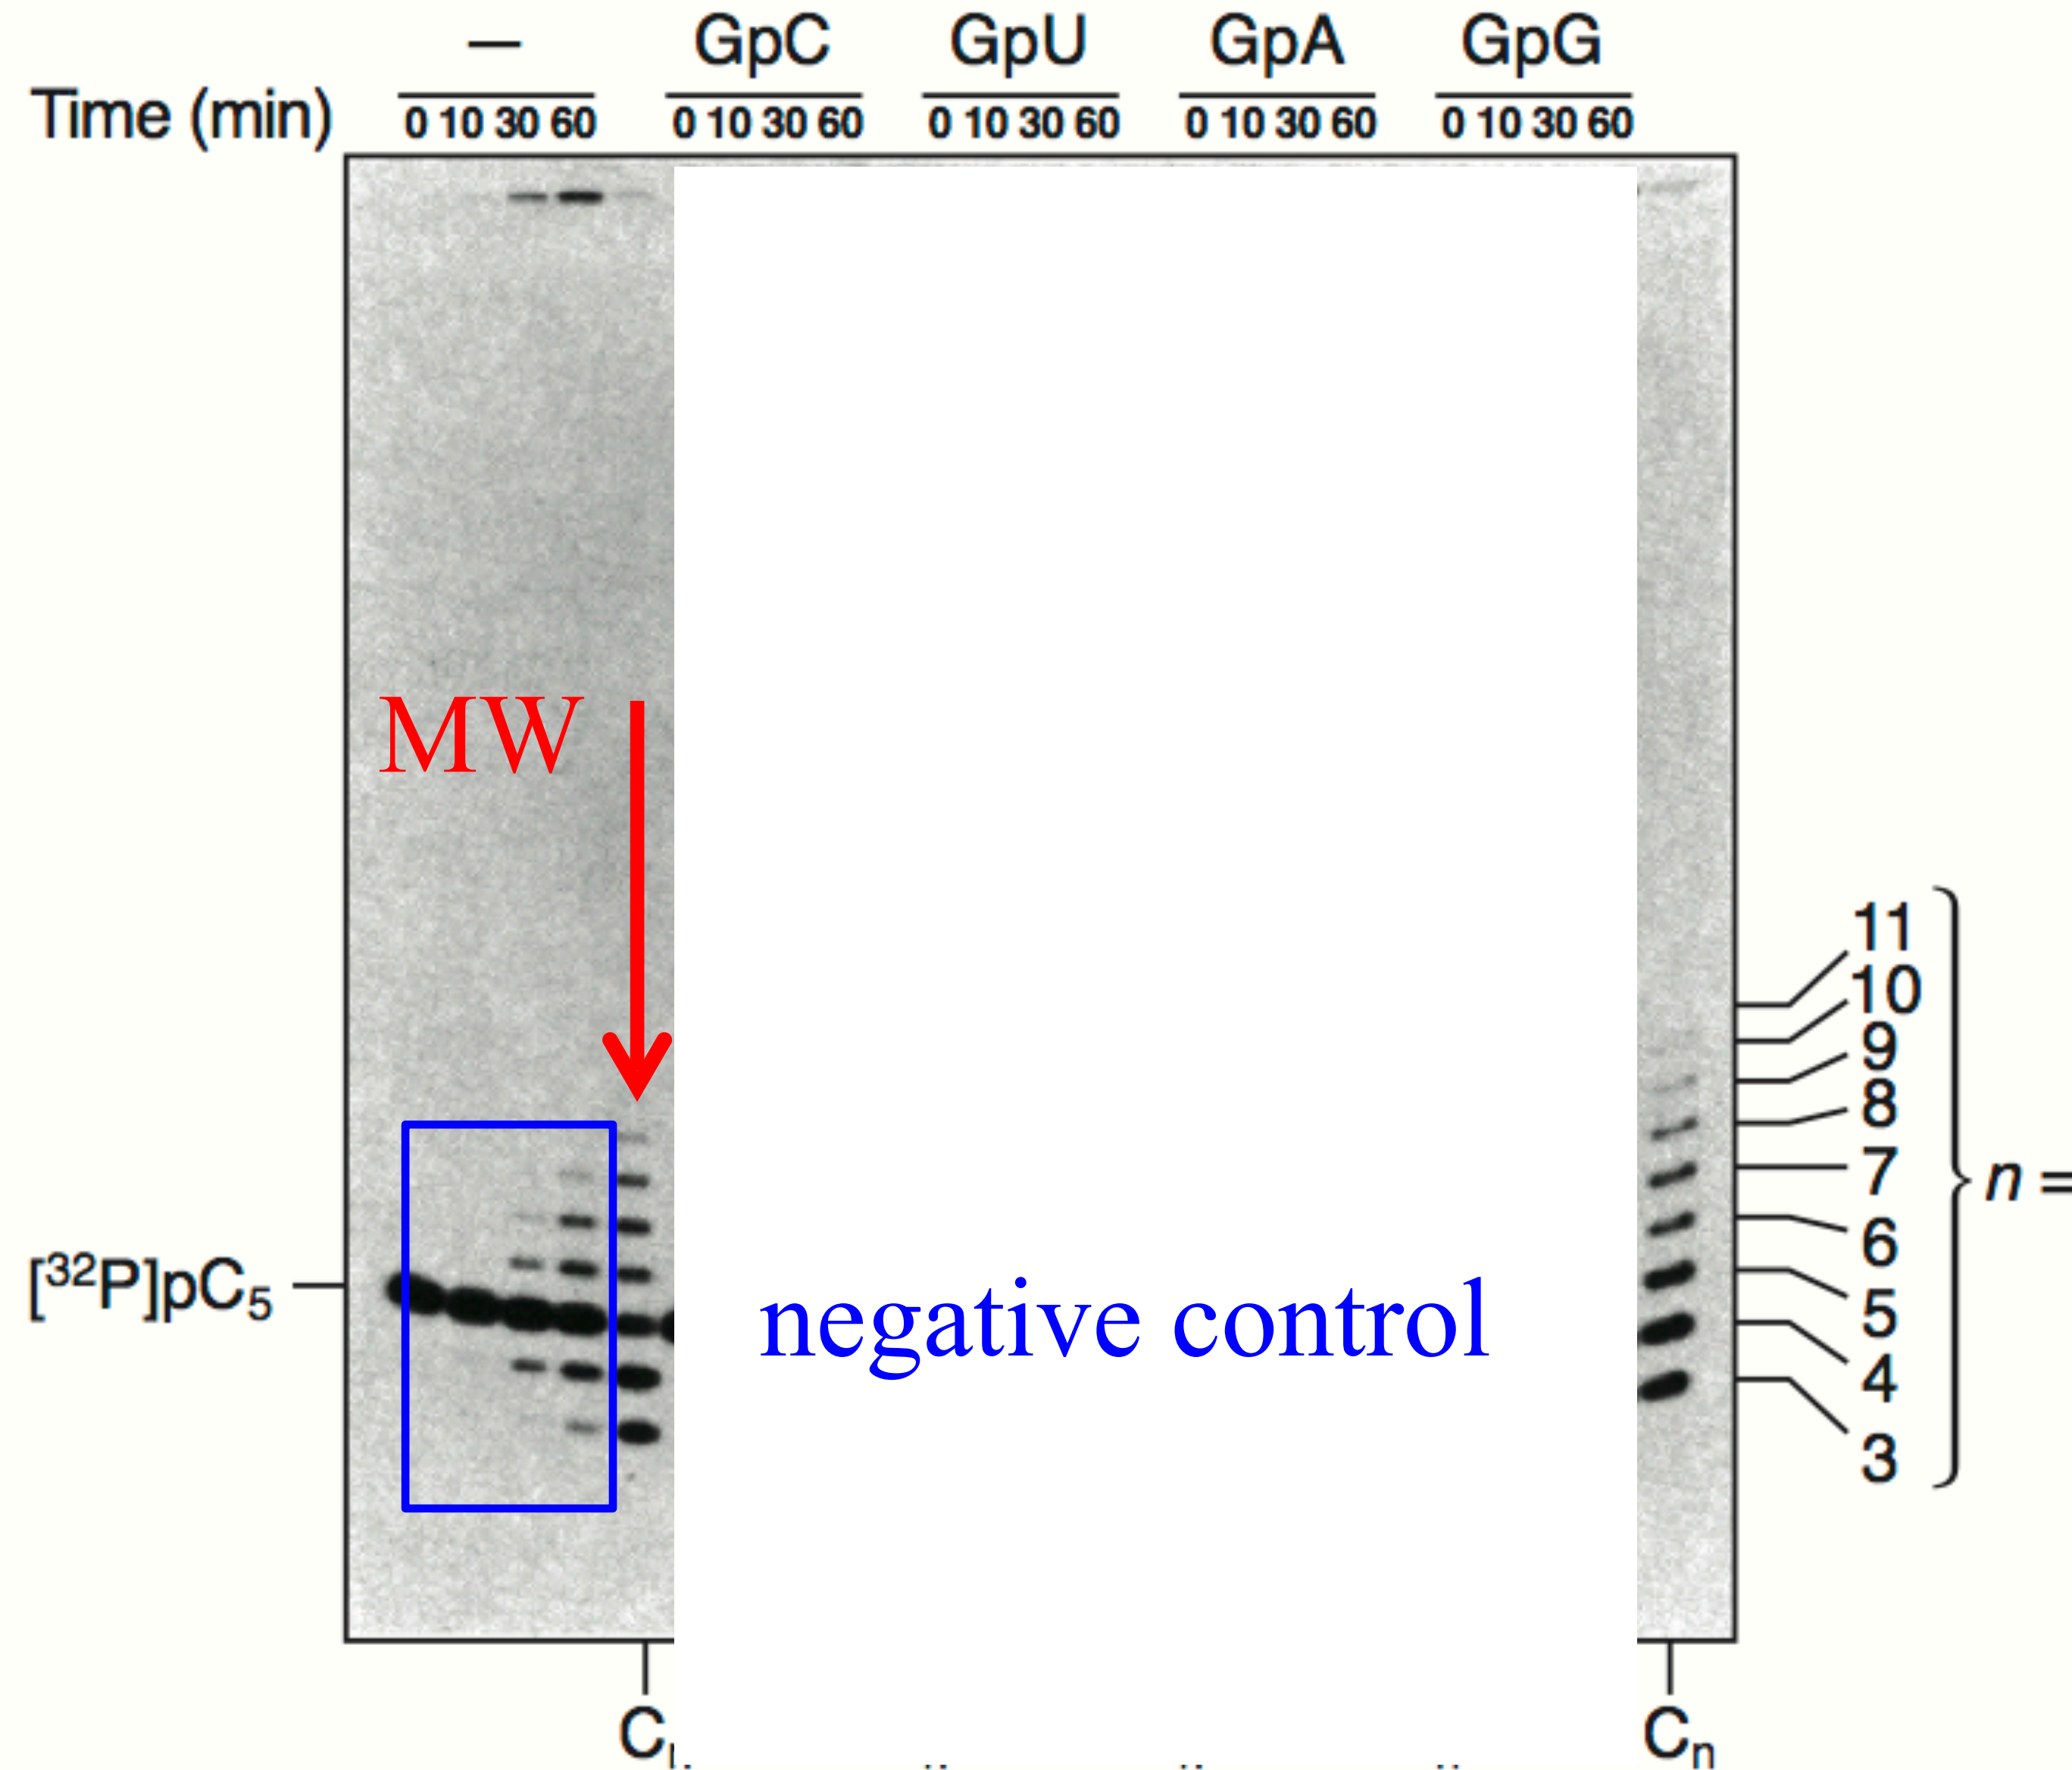 — GpC GpU GpA GpG
Time (min) 0 10 30 60 0 10 30 60 0 10 30 60 0 10 30 60 0 10 30 60
MW
11
10
9
8
7
n =
6
[³²P]pC₅
negative control
5
4
3
C
Cₙ